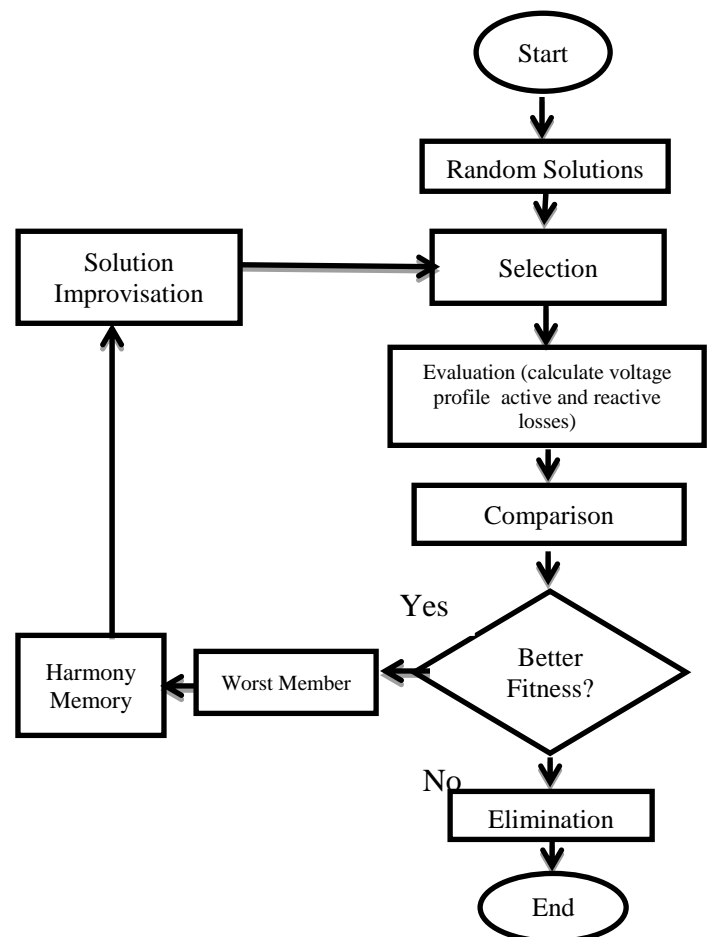 Start
Random Solutions
Solution
Improvisation
Selection
Evaluation (calculate voltage
profile active and reactive
losses)
Comparison
Yes
Better
Fitness?
Worst Member
Harmony
Memory
No
Elimination
End